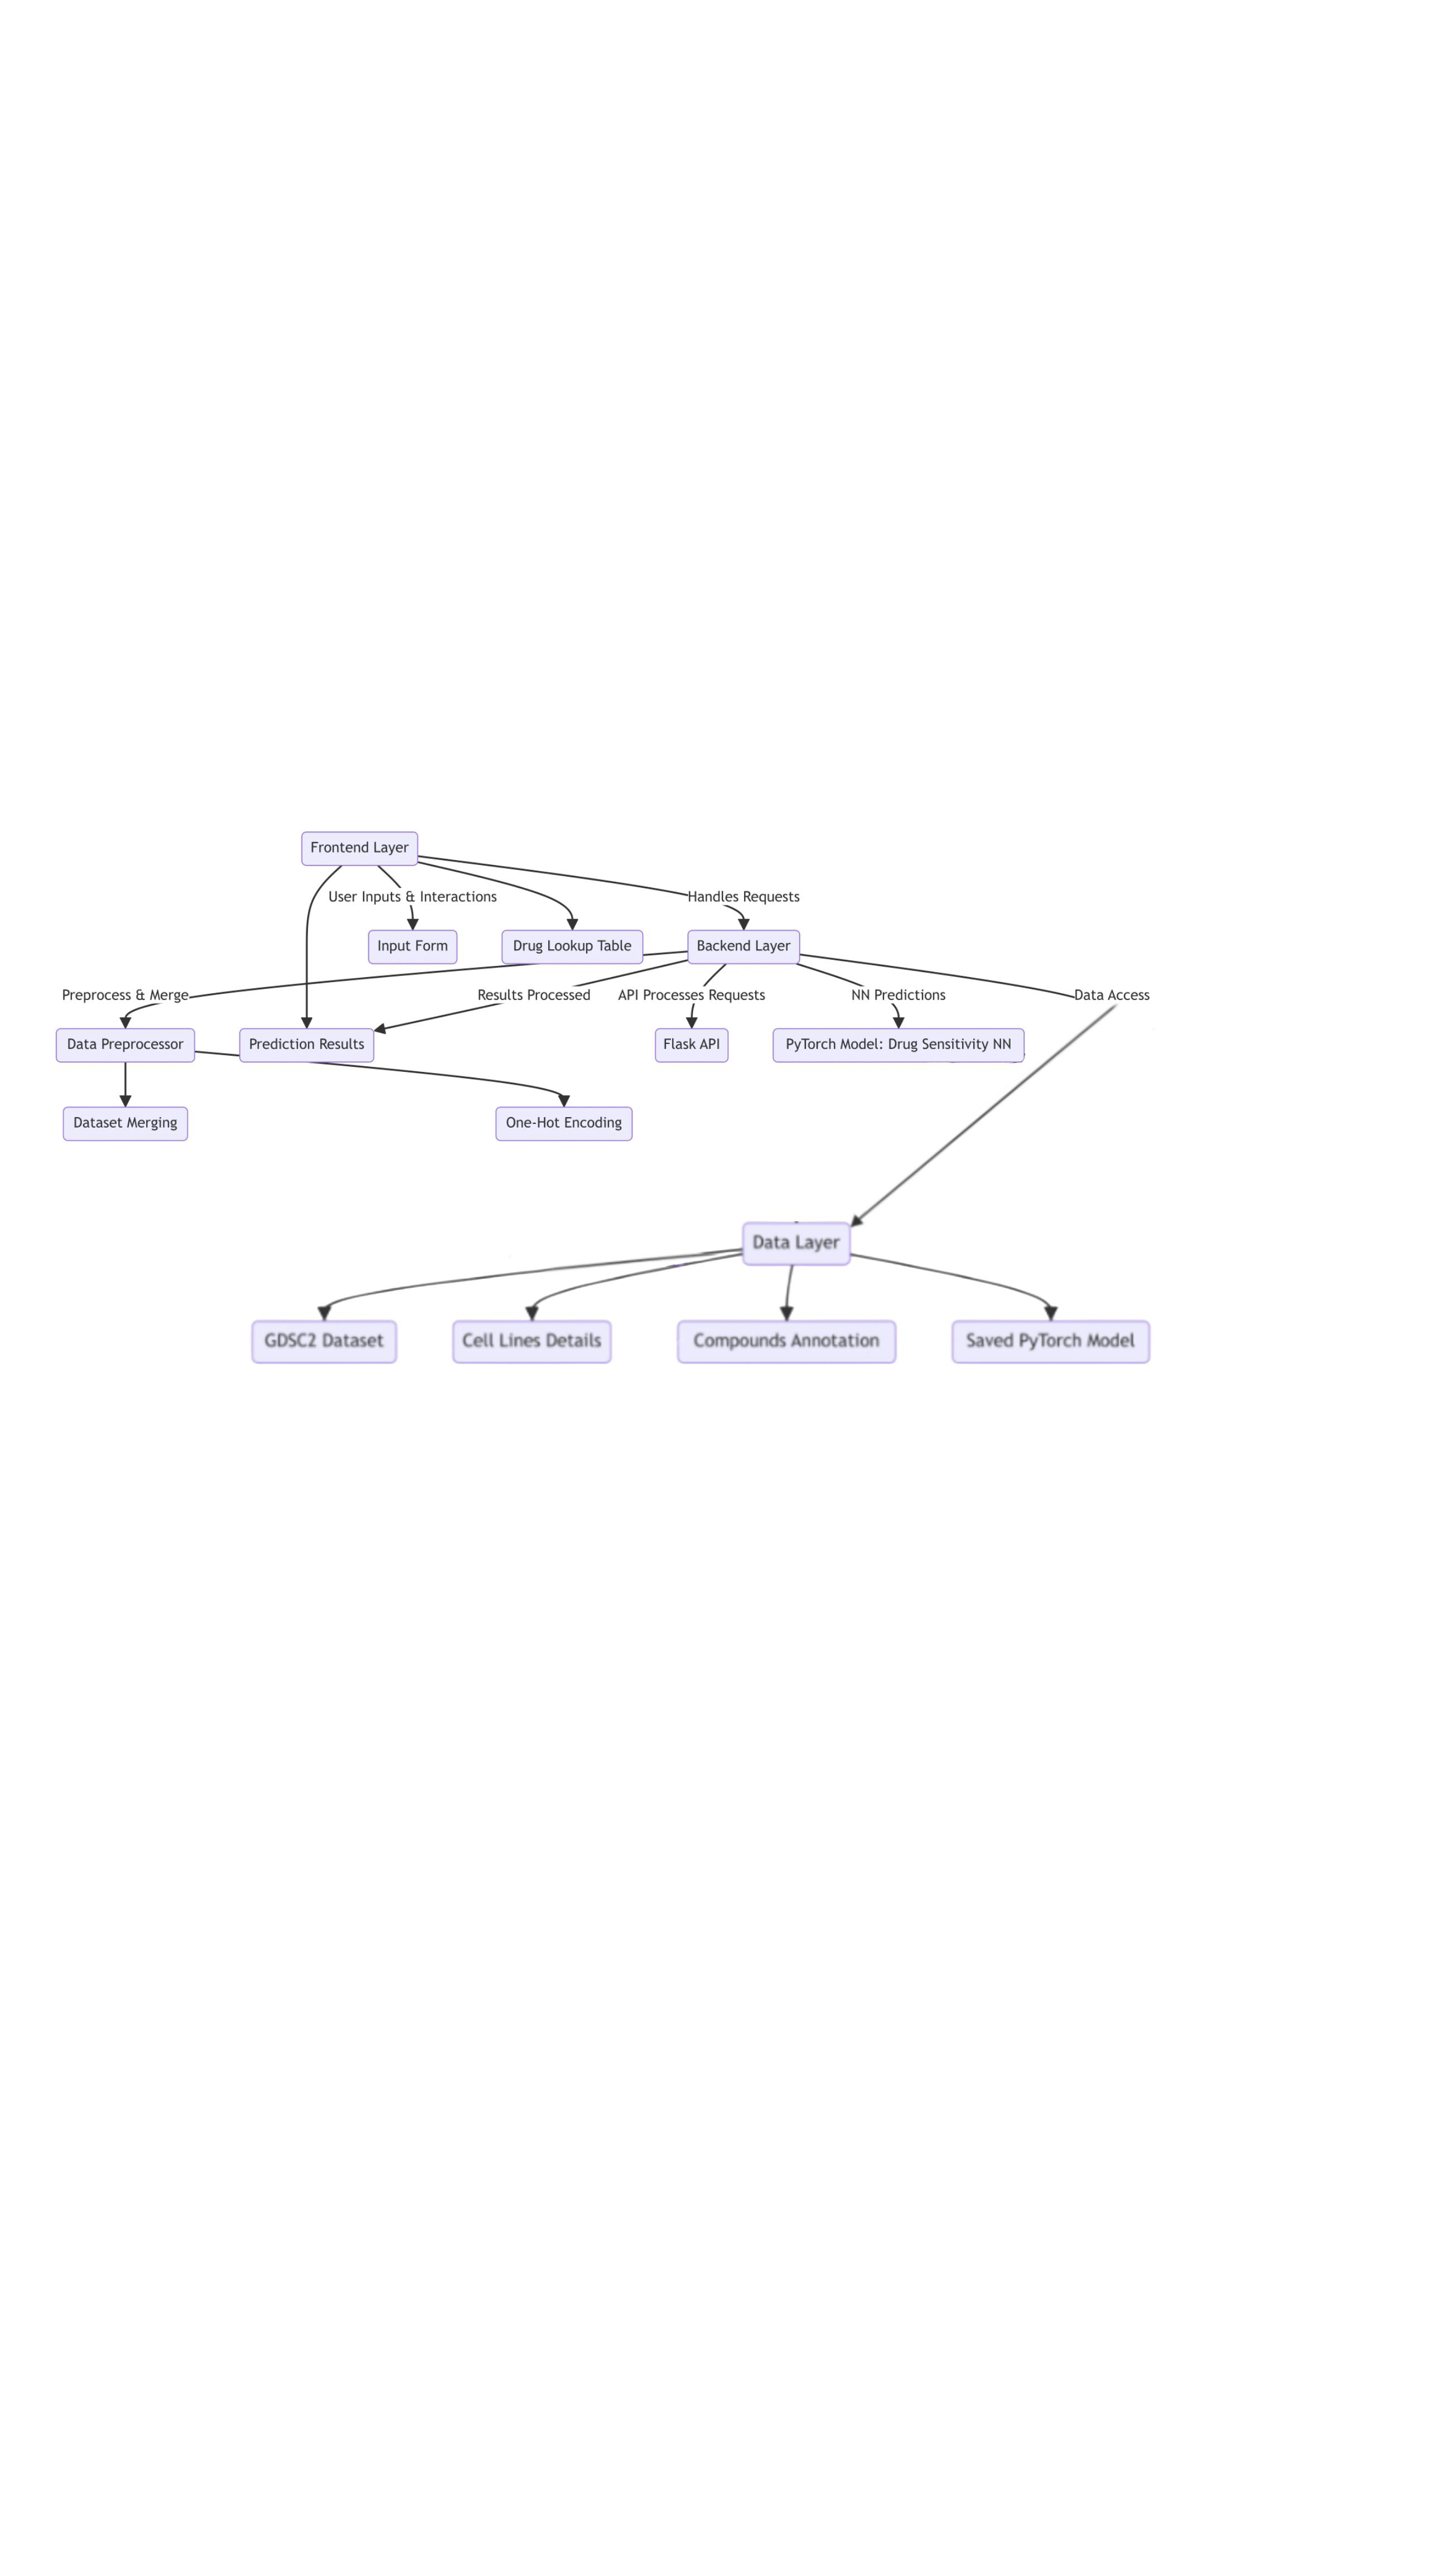 Frontend Layer
User Inputs & Interactions
Handles Requests
Input Form
Drug Lookup Table
Backend Layer
Preprocess & Merge
Results Processed
API Processes Requests
NN Predictions
Data Access
Data Preprocessor
Prediction Results
Flask API
PyTorch Model: Drug Sensitivity NN
Dataset Merging
One-Hot Encoding
Data Layer
GDSC2 Dataset
Cell Lines Details
Compounds Annotation
Saved PyTorch Model